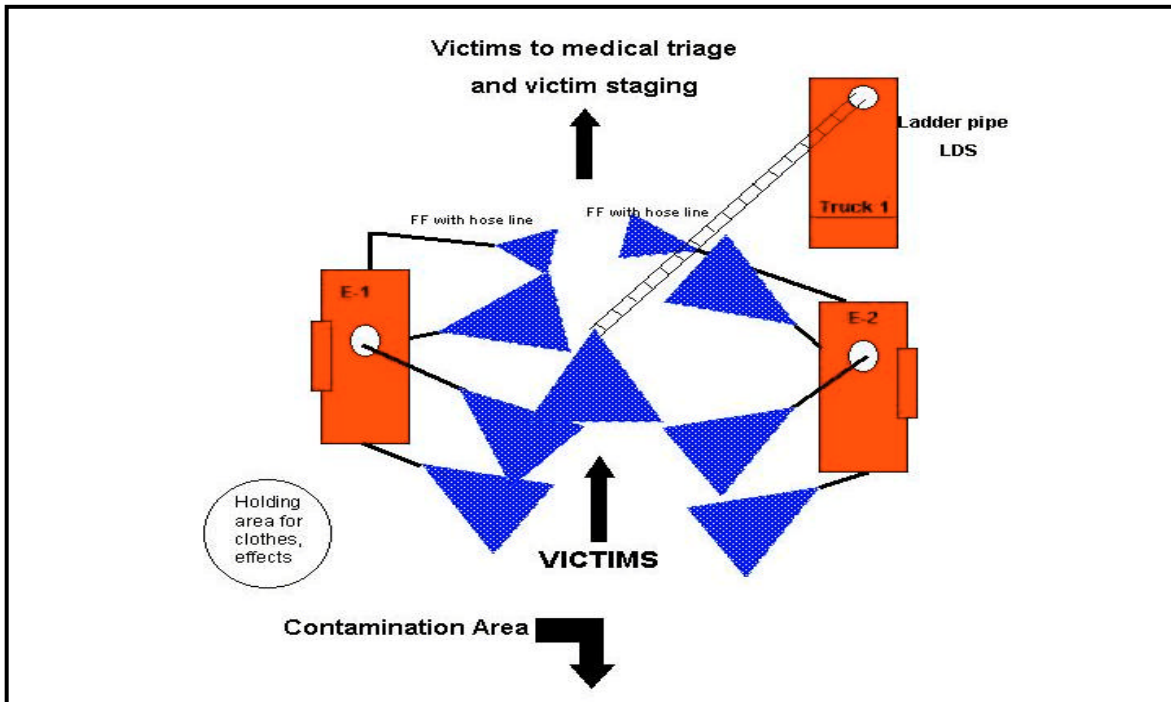 Victims to medical triage
and victim staging
Ladder pipe
LDS
Truck 1
FF with hose line
FF with hose line
E-1
E-2
Holding
area for
clothes,
effects
VICTIMS
Contamination Area